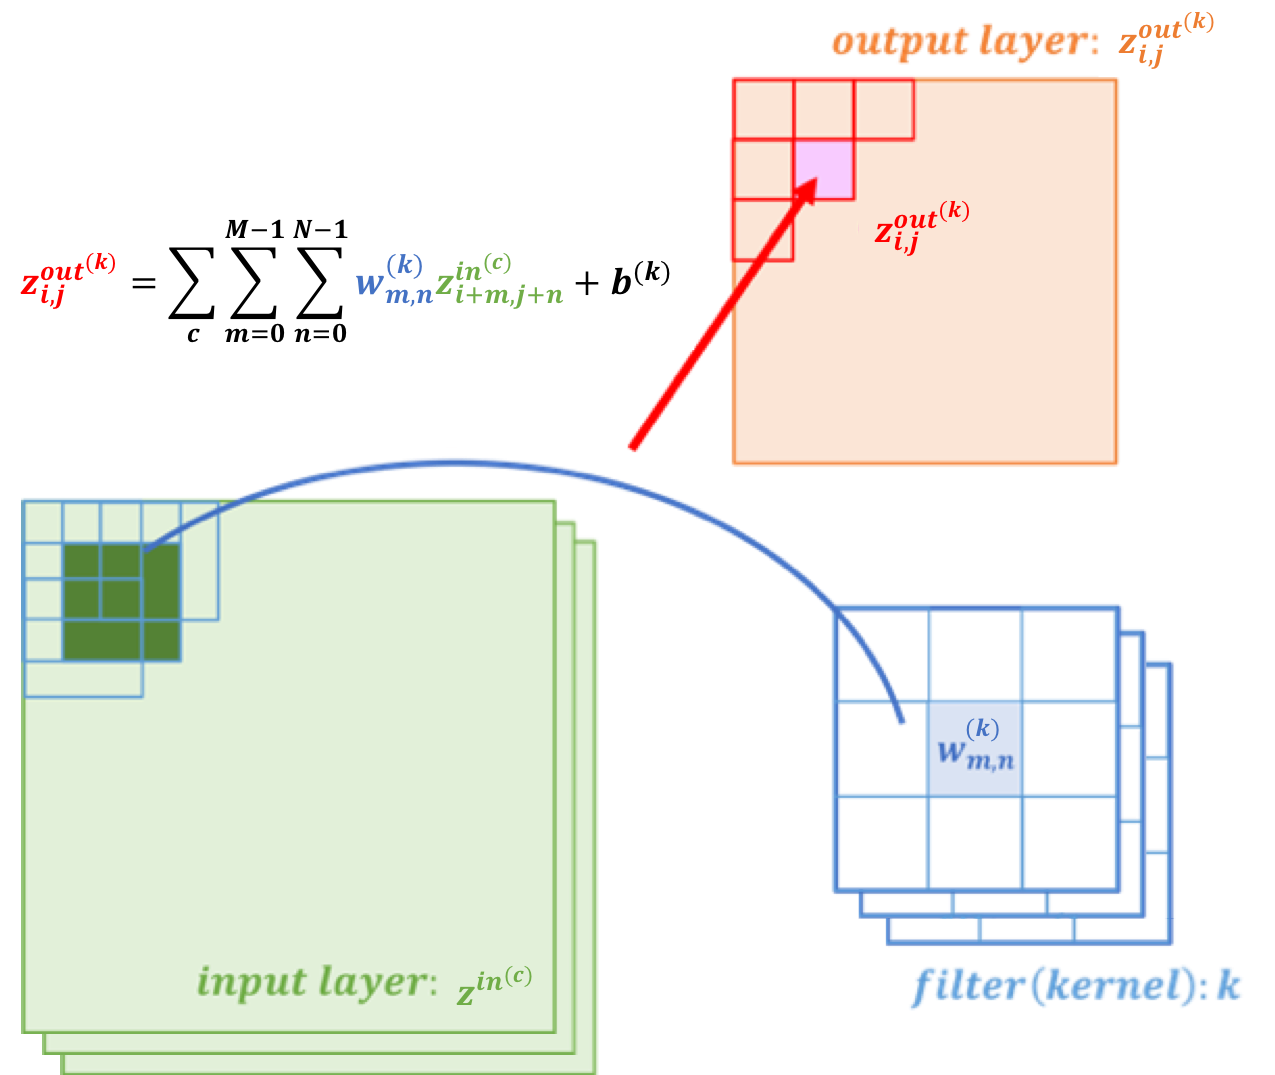 output layer: z_{i,j}^{out^{(k)}}
z_{i,j}^{out^{(k)}}
z_{i,j}^{out^{(k)}} = \sum_{c} \sum_{m=0}^{M-1} \sum_{n=0}^{N-1} w_{m,n}^{(k)} z_{i+m,j+n}^{in^{(c)}} + b^{(k)}
w_{m,n}^{(k)}
input layer: z^{in^{(c)}}
filter(kernel): k